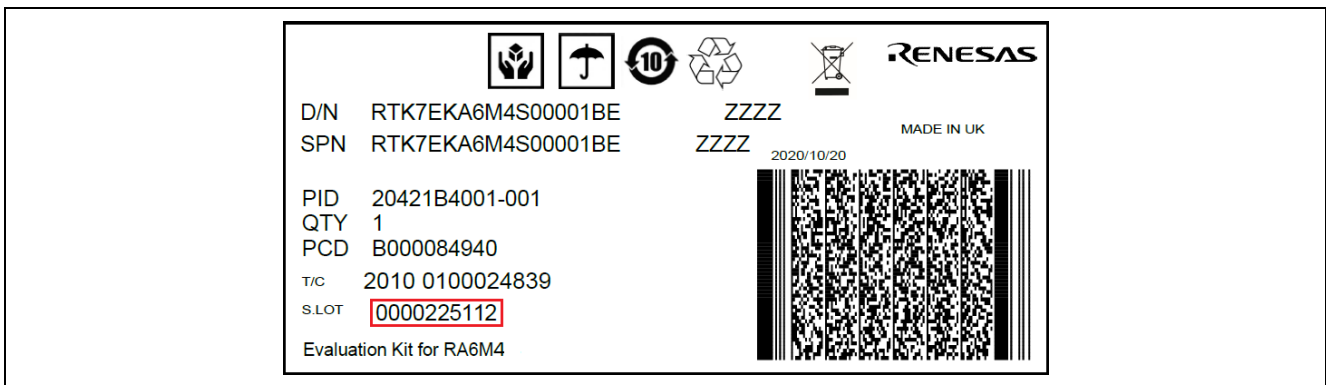 10
RENESAS
D/N RTK7EKA6M4S00001BE ZZZZ
MADE IN UK
SPN RTK7EKA6M4S00001BE ZZZZ
2020/10/20
PID 20421B4001-001
QTY 1
PCD B000084940
T/C 2010 0100024839
S.LOT 0000225112
Evaluation Kit for RA6M4